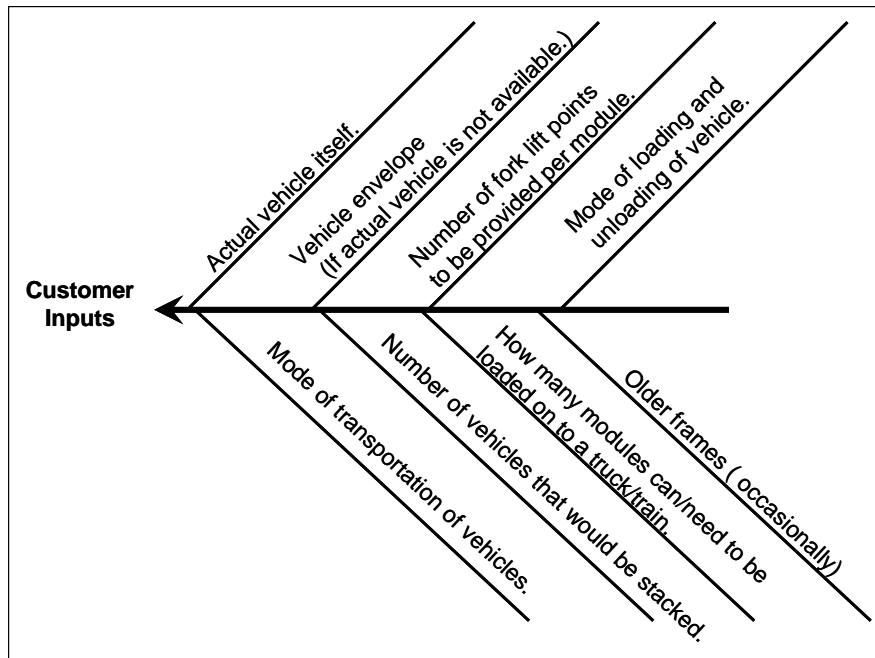 Actual vehicle itself.
Vehicle envelope
(If actual vehicle is not available.)
Number of fork lift points
to be provided per module.
Mode of loading and
unloading of vehicle.
Customer
Inputs
Mode of transportation of vehicles.
Number of vehicles that would be stacked.
How many modules can/need to be
loaded on to a truck/train.
Older frames ( occasionally)